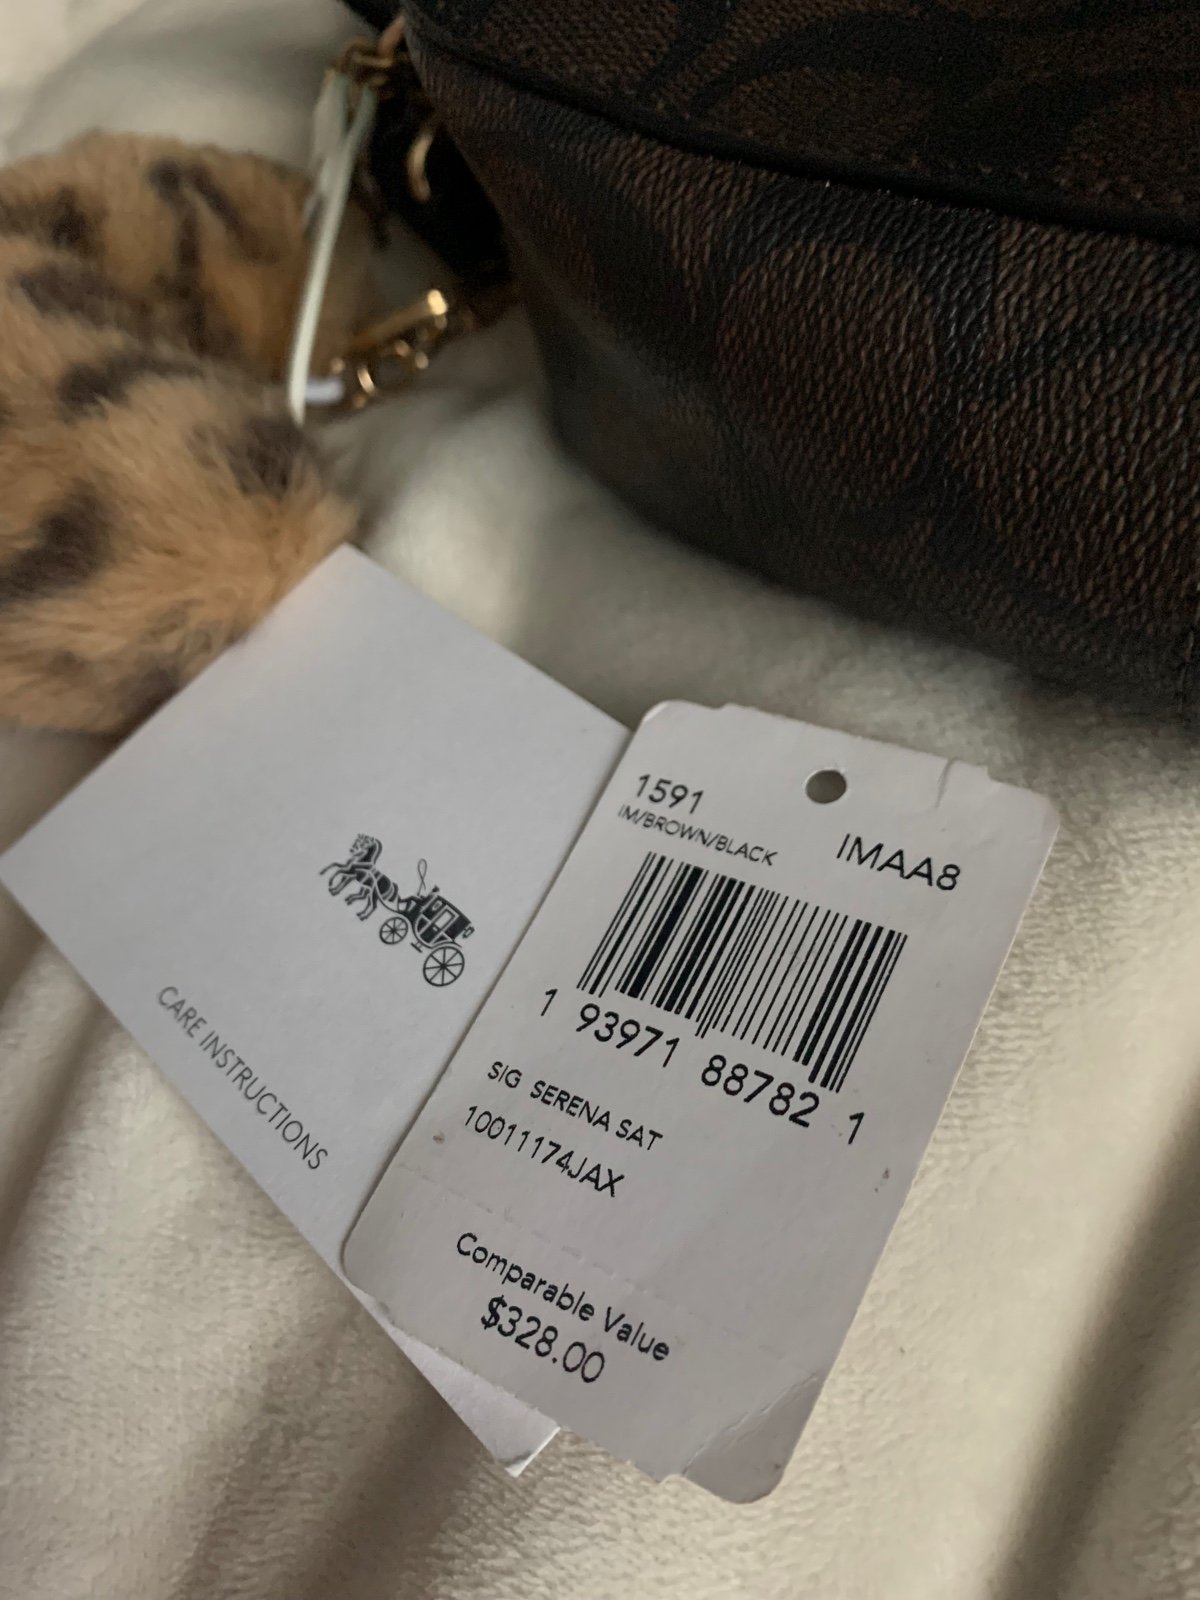 CARE INSTRUCTIONS
1591
IM/BROWN/BLACK
IMAA8
1 93971 88782 1
SIG SERENA SAT
10011174JAX
Comparable Value
$328.00